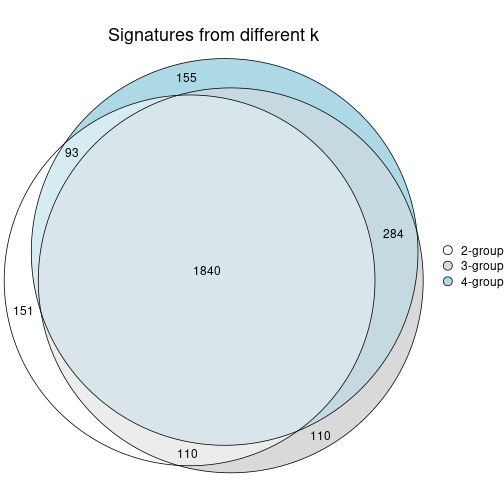 Signatures from different k
155
93
284
1840
151
110
110
2-group
3-group
4-group